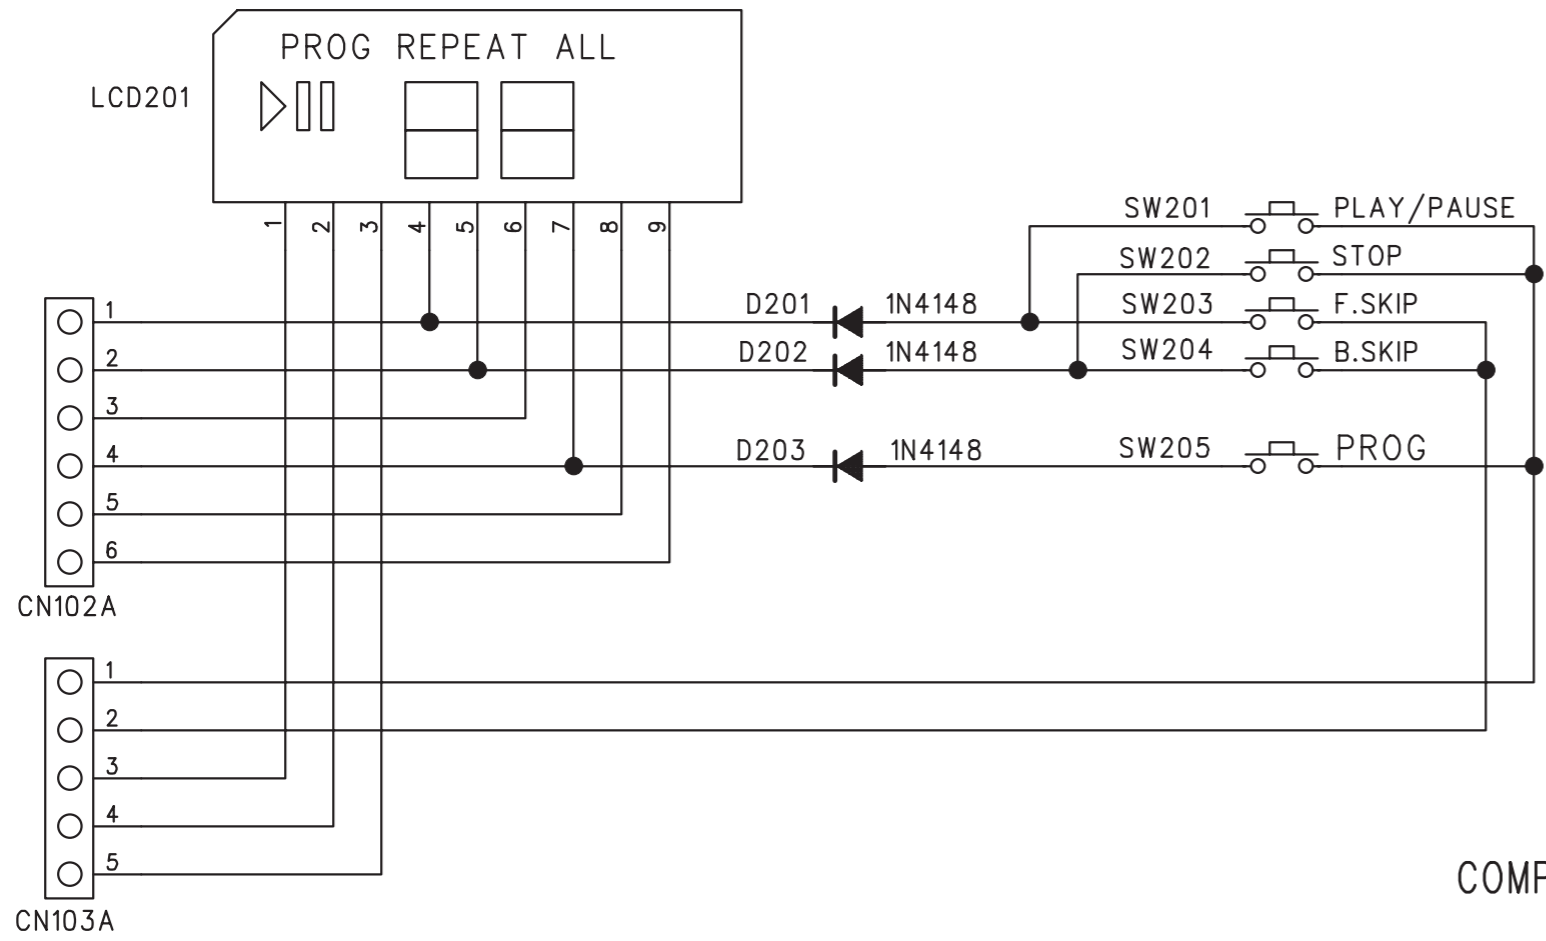 PROG REPEAT ALL
LCD201
1 2 3 4 5 6 7 8 9
SW201 PLAY/PAUSE
SW202 STOP
1 D201 1N4148 SW203 F.SKIP
2 D202 1N4148 SW204 B.SKIP
3
4 D203 1N4148 SW205 PROG
5
6
CN102A
1
2
3
4
5
COMP
CN103A